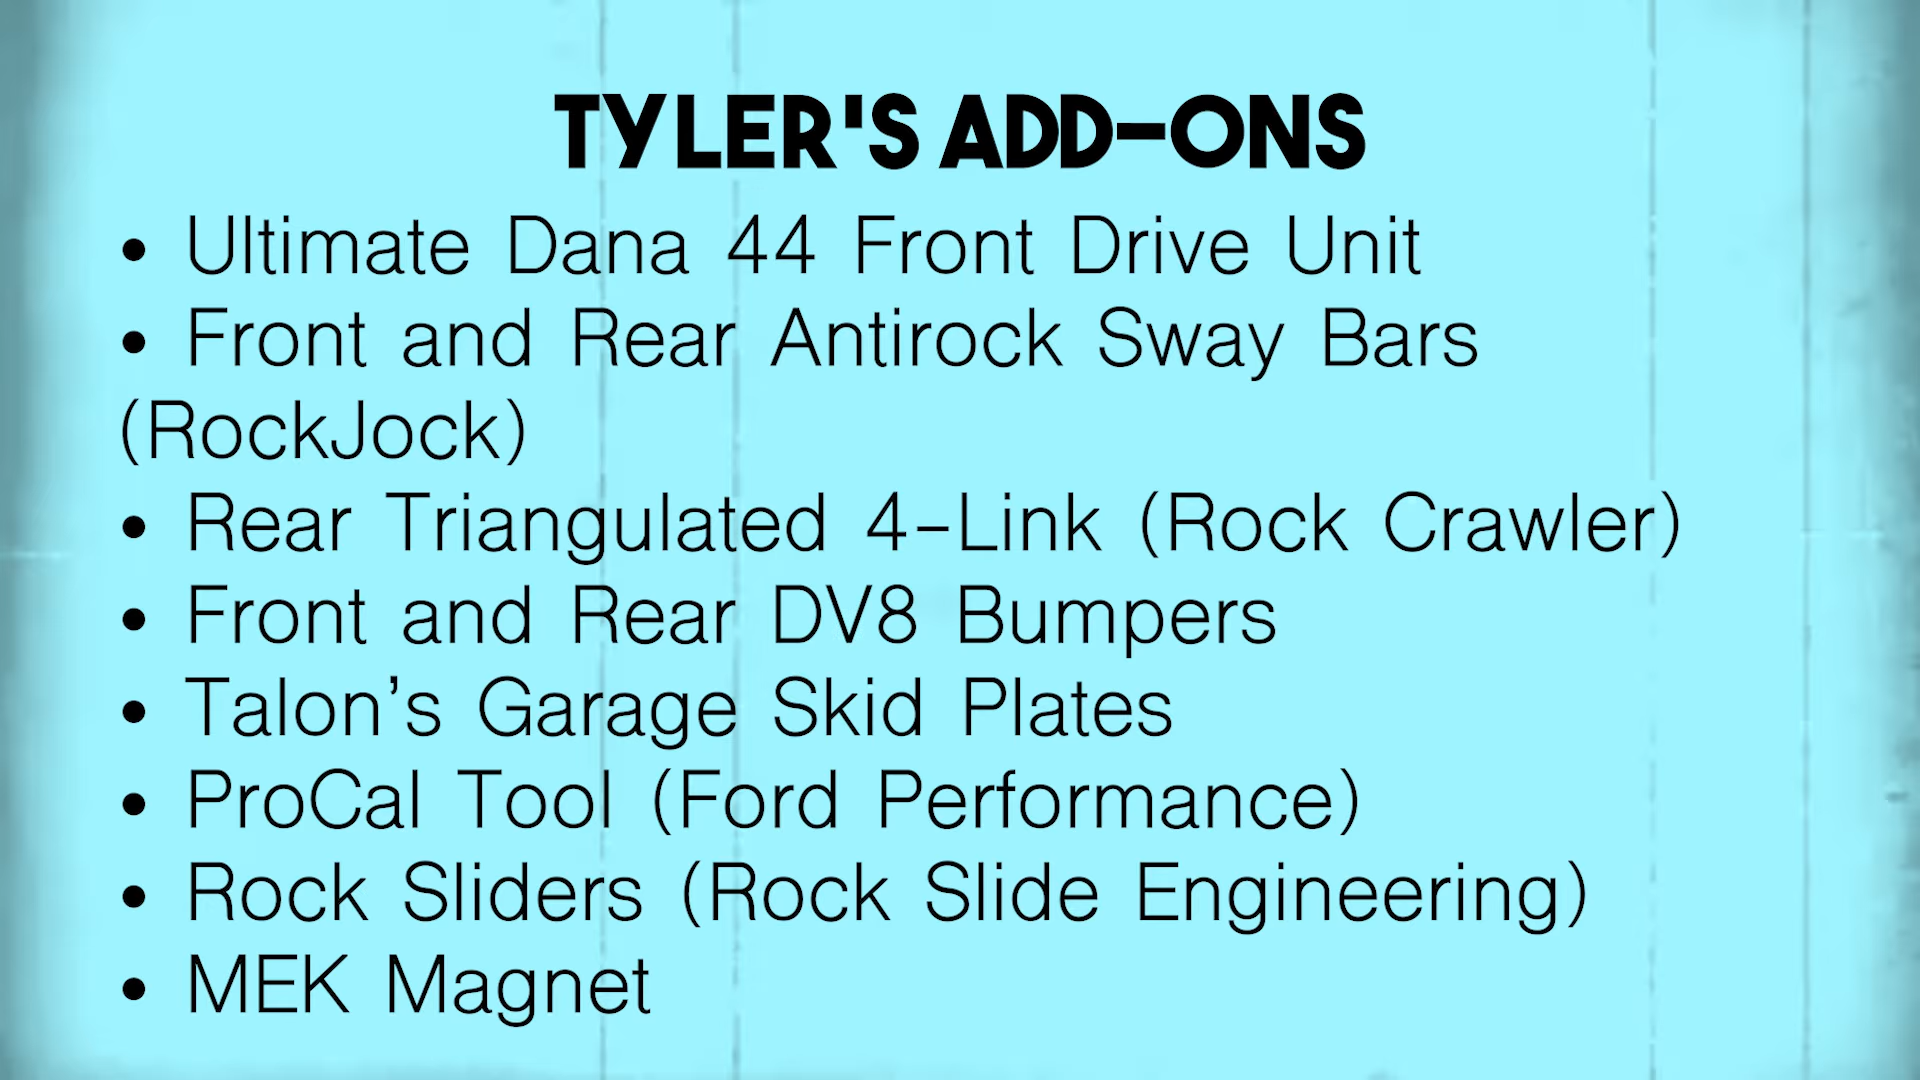 TYLER'S ADD-ONS
• Ultimate Dana 44 Front Drive Unit
• Front and Rear Antirock Sway Bars
(RockJock)
• Rear Triangulated 4-Link (Rock Crawler)
• Front and Rear DV8 Bumpers
• Talon’s Garage Skid Plates
• ProCal Tool (Ford Performance)
• Rock Sliders (Rock Slide Engineering)
• MEK Magnet